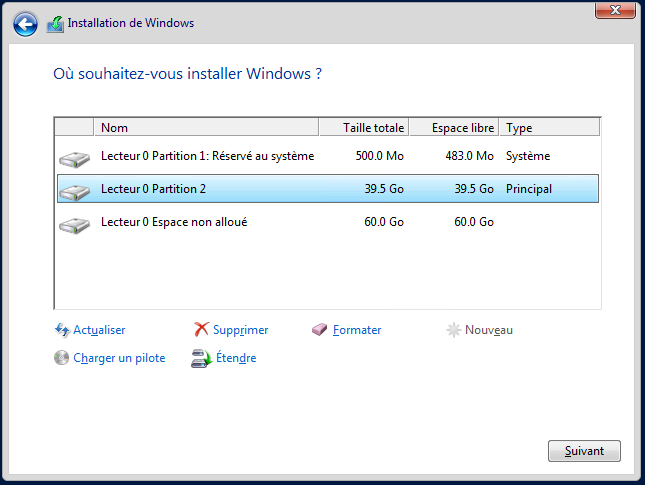 Installation de Windows
Où souhaitez-vous installer Windows ?
Nom Taille totale Espace libre Type
Lecteur 0 Partition 1: Réservé au système 500.0 Mo 483.0 Mo Système
Lecteur 0 Partition 2 39.5 Go 39.5 Go Principal
Lecteur 0 Espace non alloué 60.0 Go 60.0 Go
Actualiser Supprimer Formater Nouveau
Charger un pilote Étendre
Suivant